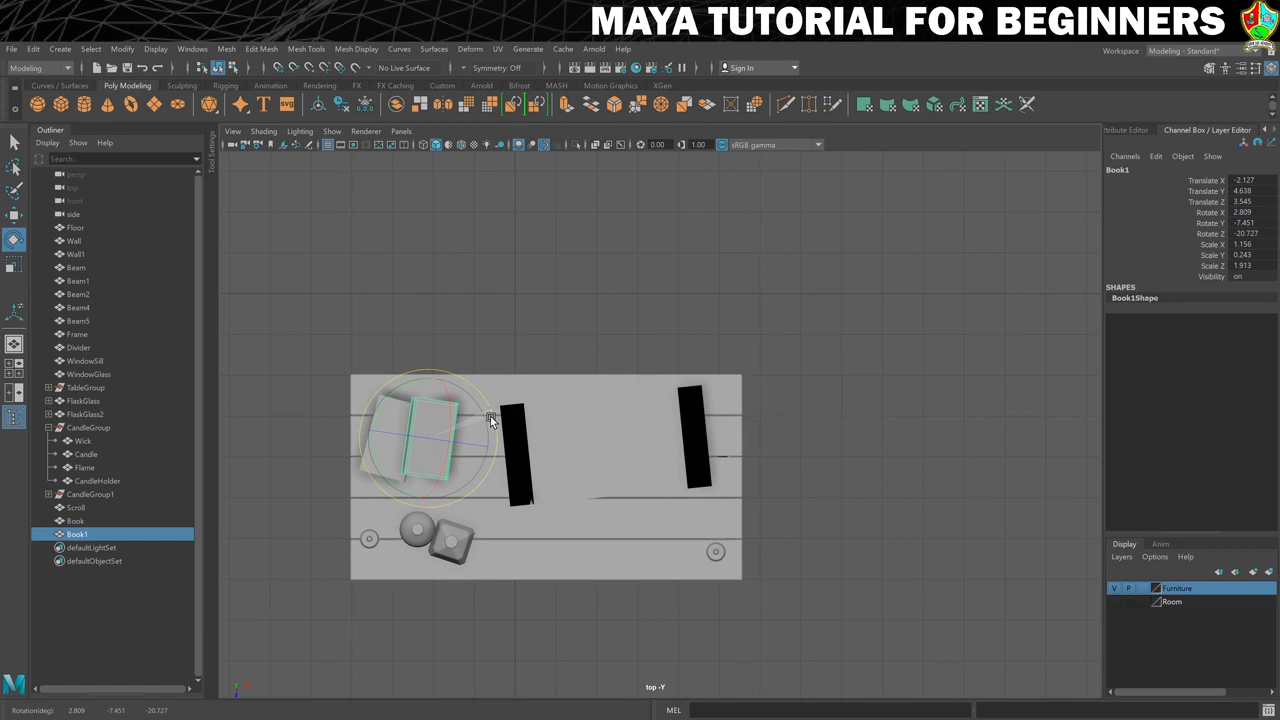 MAYA TUTORIAL FOR BEGINNERS
File Edit Create Select Modify Display Windows Mesh Edit Mesh Mesh Tools Mesh Display Curves Surfaces Deform UV Generate Cache Arnold Help
Workspace : Modeling - Standard*
Modeling
No Live Surface
Symmetry: Off
Sign In
Curves / Surfaces Poly Modeling Sculpting Rigging Animation Rendering FX FX Caching Custom Arnold Bifrost MASH Motion Graphics XGen
Outliner
Display Show Help
Search...
persp
top
front
side
Floor
Wall
Wall1
Beam
Beam1
Beam2
Beam4
Beam5
Frame
Divider
WindowSill
WindowGlass
TableGroup
FlaskGlass
FlaskGlass2
CandleGroup
Wick
Candle
Flame
CandleHolder
CandleGroup1
Scroll
Book
Book1
defaultLightSet
defaultObjectSet
Tool Settings
View Shading Lighting Show Renderer Panels
0.00 1.00 sRGB gamma
top -Y
ttribute Editor Channel Box / Layer Editor
Channels Edit Object Show
Book1
Translate X -2.127
Translate Y 4.638
Translate Z 3.545
Rotate X 2.809
Rotate Y -7.451
Rotate Z -20.727
Scale X 1.156
Scale Y 0.243
Scale Z 1.913
Visibility on
SHAPES
Book1Shape
Display Anim
Layers Options Help
V P Furniture
Room
Rotation(deg): 2.809 -7.451 -20.727
MEL